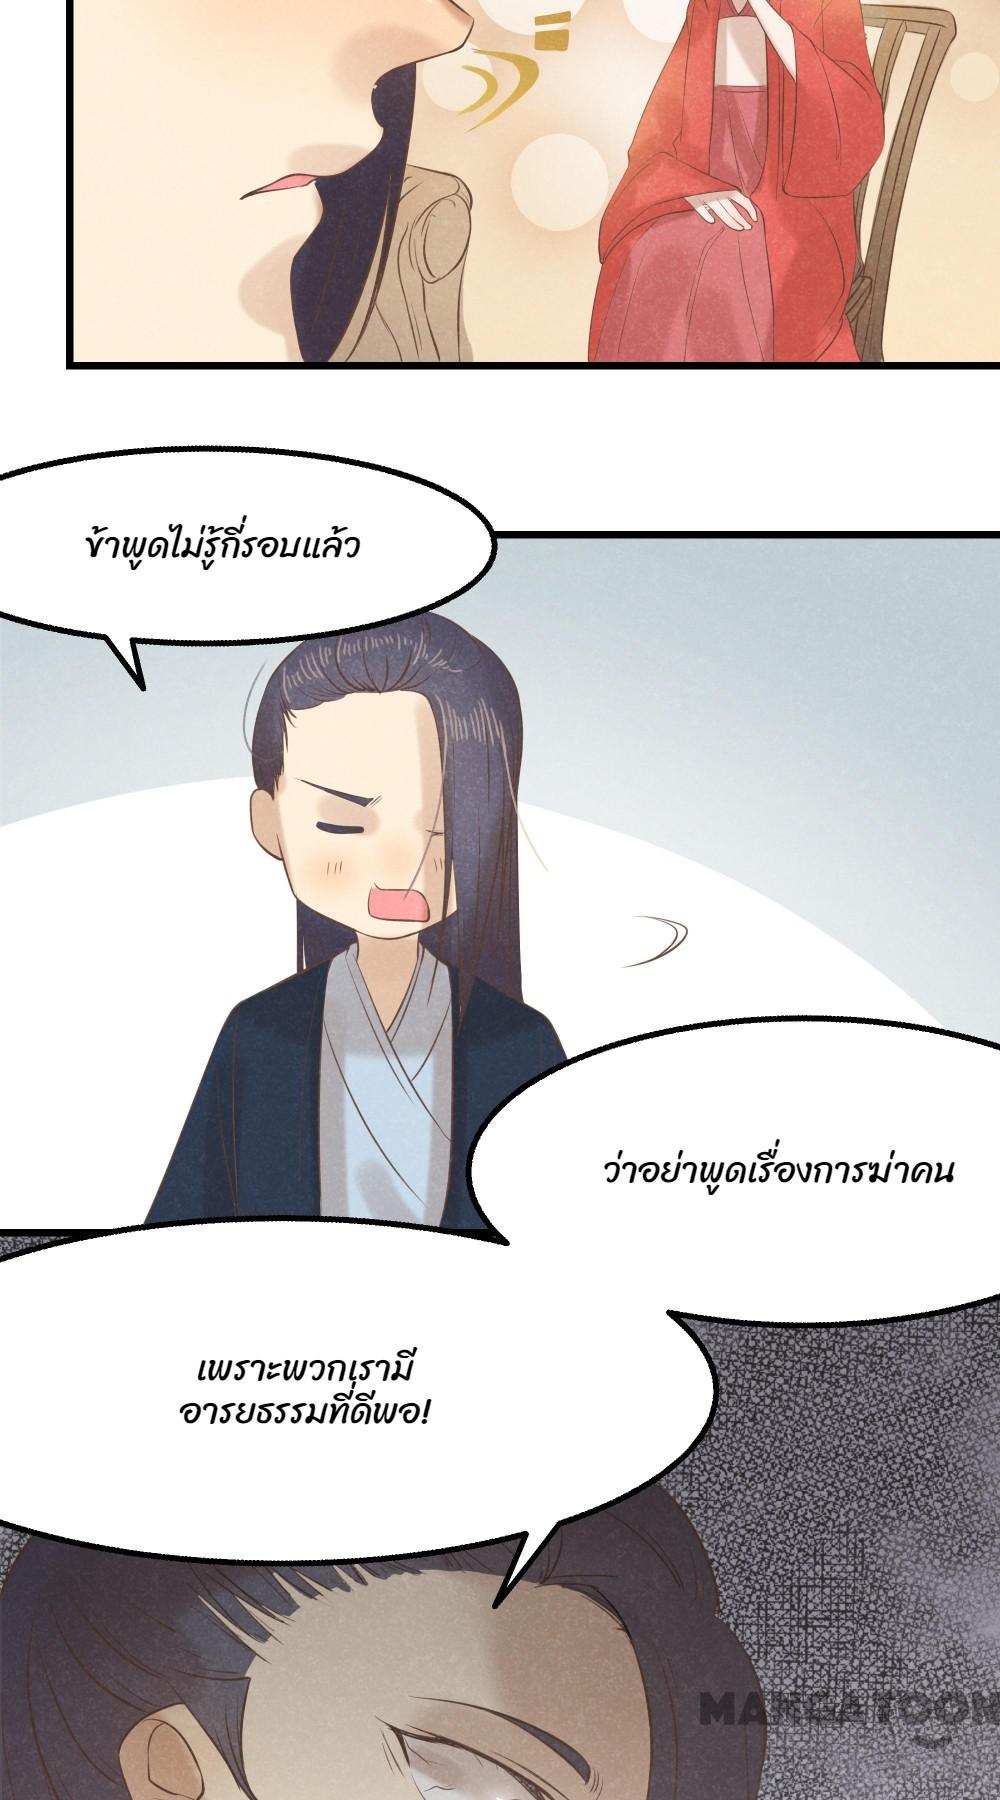 ข้าพูดไม่รู้กี่รอบแล้ว
ว่าอย่าพูดเรื่องการฆ่าคน
เพราะพวกเรามี
อารยธรรมที่ดีพอ!
MANGATOON